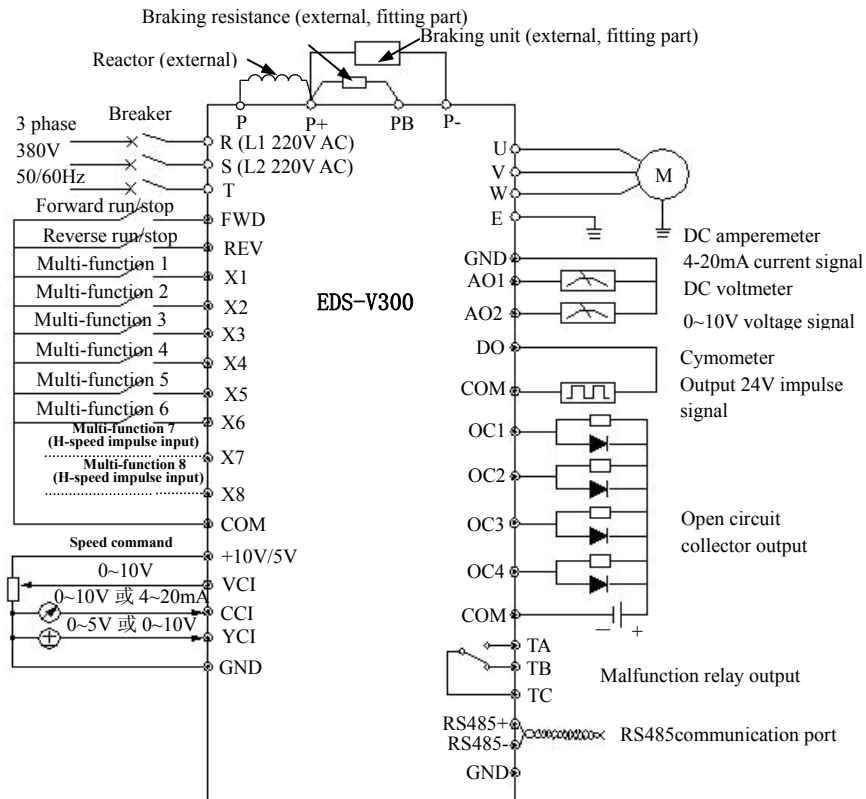 Braking resistance (external, fitting part)
Braking unit (external, fitting part)
Reactor (external)
P
P+
PB
P-
Breaker
3 phase
380V
50/60Hz
R (L1 220V AC)
S (L2 220V AC)
T
Forward run/stop
FWD
Reverse run/stop
REV
Multi-function 1
X1
Multi-function 2
X2
Multi-function 3
X3
Multi-function 4
X4
Multi-function 5
X5
Multi-function 6
X6
Multi-function 7
(H-speed impulse input)
X7
Multi-function 8
(H-speed impulse input)
X8
COM
Speed command
+10V/5V
0~10V
VCI
0~10V 或 4~20mA
CCI
0~5V 或 0~10V
YCI
GND
EDS-V300
U
V
W
M
E
GND
AO1
AO2
DC amperemeter
4-20mA current signal
DC voltmeter
0~10V voltage signal
DO
COM
Cymometer
Output 24V impulse
signal
OC1
OC2
OC3
OC4
Open circuit
collector output
COM
— +
TA
TB
TC
Malfunction relay output
RS485+
RS485-
RS485communication port
GND